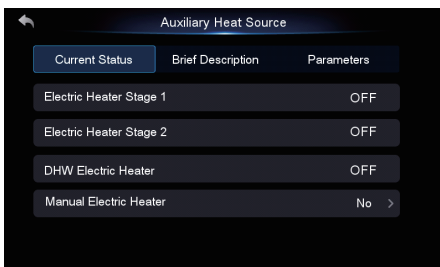 Auxiliary Heat Source
Current Status Brief Description Parameters
Electric Heater Stage 1 OFF
Electric Heater Stage 2 OFF
DHW Electric Heater OFF
Manual Electric Heater No >